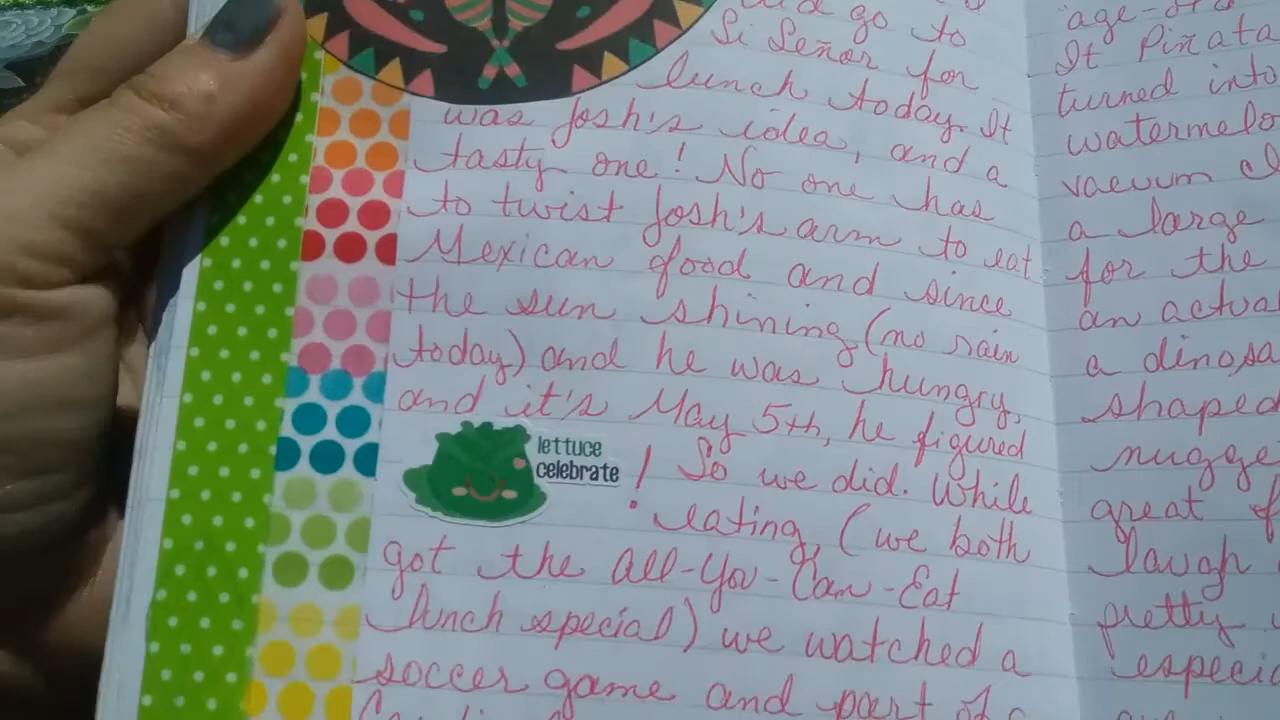 go to
Si Señor for
lunch today. It
was Josh's idea, and a
tasty one! No one has
to twist Josh's arm to eat
Mexican food and since
the sun shining (no rain
today) and he was hungry,
and it's May 5th, he figured
lettuce
celebrate ! So we did. While
eating, (we both
got the All-You-Can-Eat
lunch special) we watched a
soccer game and part of a
It Piñata
turned into
watermelo
vacuum
a large
for the
an actua
a dinosa
shaped
nugge
great
laugh
pretty
especi